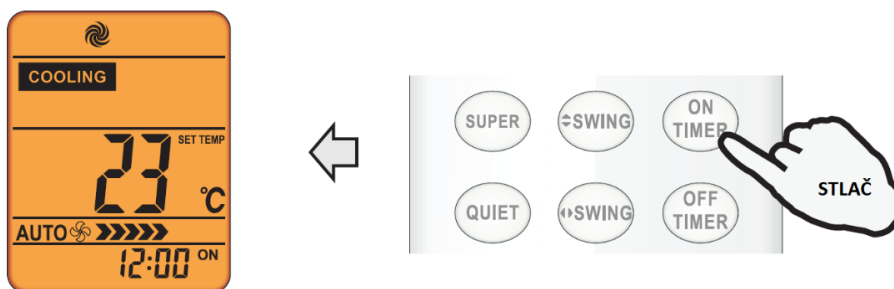 COOLING
SET TEMP
23 °C
AUTO
12:00 ON
SUPER
SWING
ON
TIMER
QUIET
SWING
OFF
TIMER
STLAČ